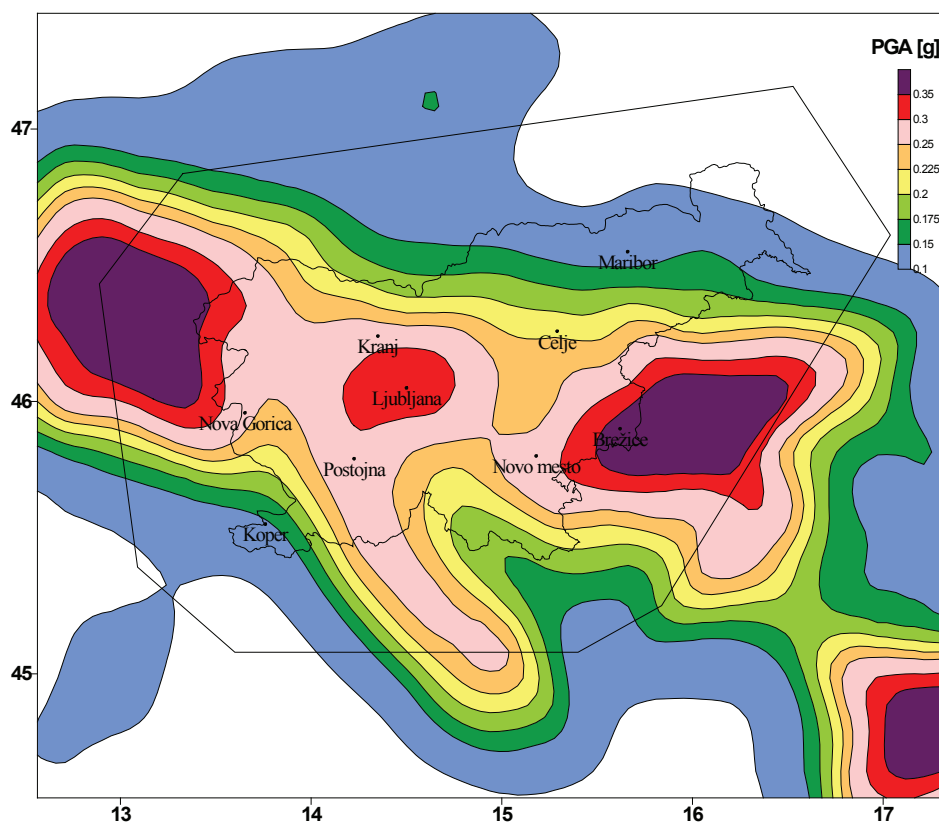 PGA [g]
0.35
0.3
0.25
0.225
0.2
0.175
0.15
0.1
47
46
45
Maribor
Celje
Kranj
Ljubljana
Nova Gorica
Brežice
Postojna
Novo mesto
Koper
13
14
15
16
17